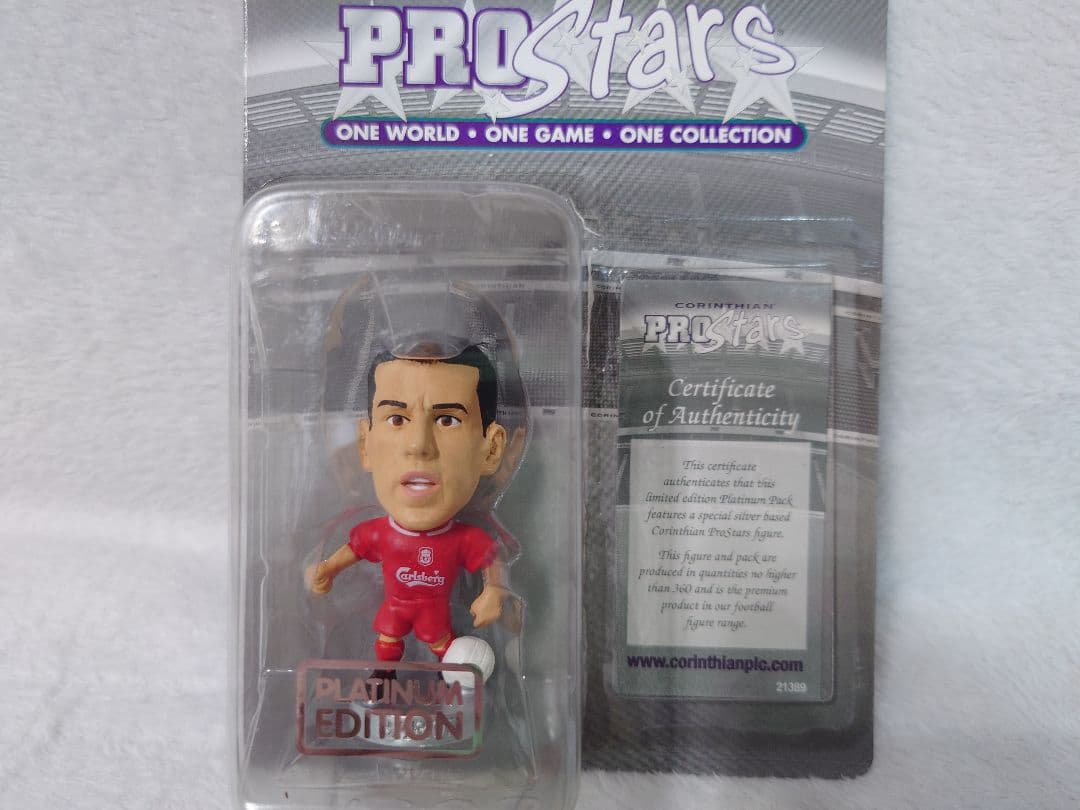 PROStars
ONE WORLD • ONE GAME • ONE COLLECTION
CORINTHIAN
PROStars
Certificate
of Authenticity
This certificate
authenticates that this
limited edition Platinum Pack
features a special silver based
Corinthian ProStars figure.
This figure and pack are
produced in quantities no higher
than 360 and is the premium
product in our football
figure range.
www.corinthianplc.com
21389
Carlsberg
PLATINUM
EDITION